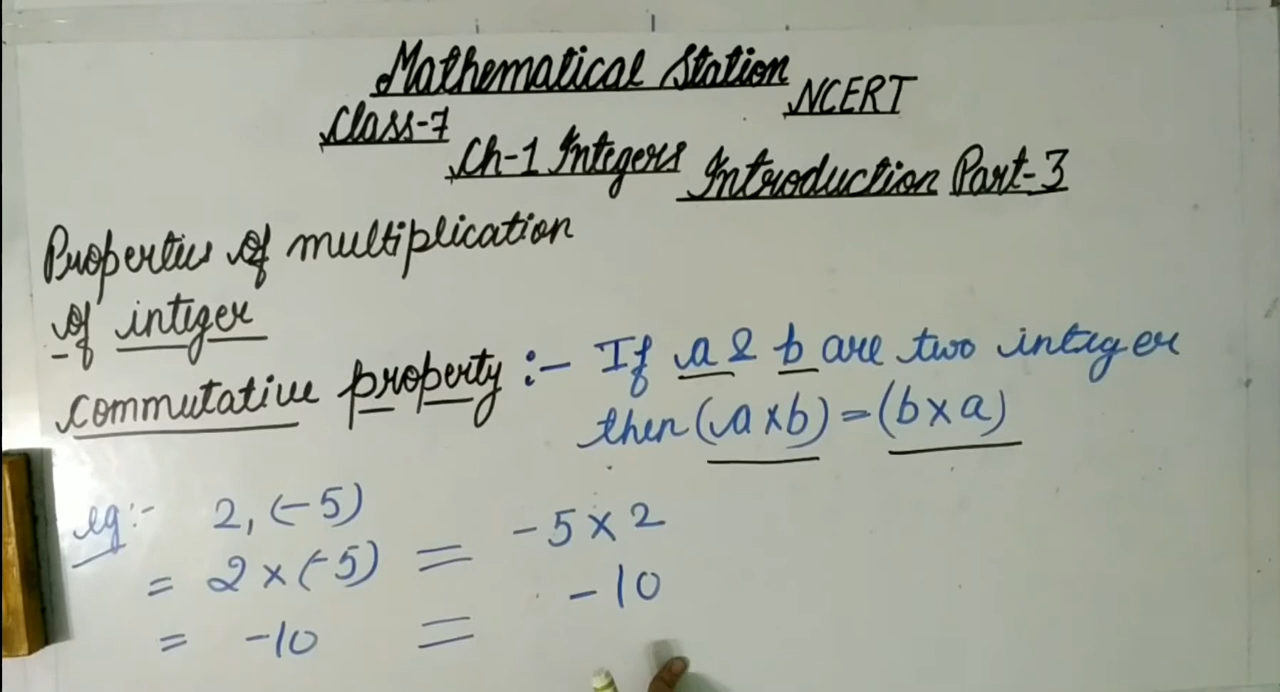 Mathematical Station
NCERT
Class-7
Ch-1 Integers Introduction Part-3
Properties of multiplication
of integer
commutative property :- If a & b are two integer
then (a×b) = (b×a)
eg:- 2, (-5)
= 2×(-5) = -5×2
= -10 = -10